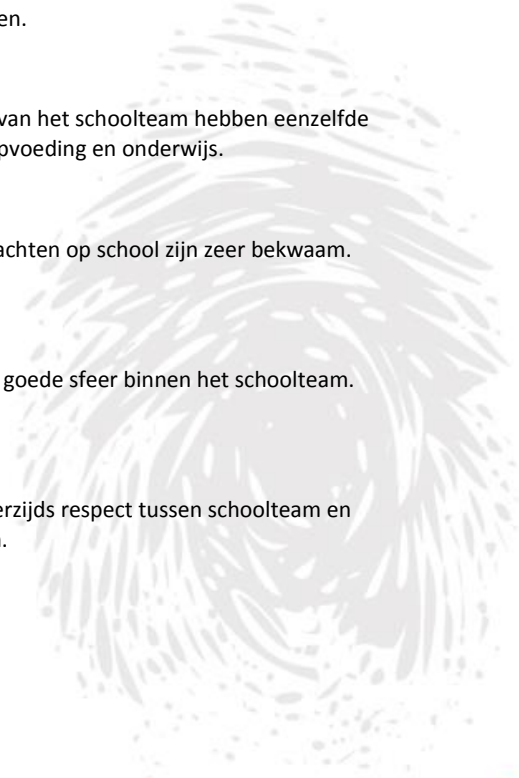 en.
van het schoolteam hebben eenzelfde
pvoeding en onderwijs.
achten op school zijn zeer bekwaam.
goede sfeer binnen het schoolteam.
erzijds respect tussen schoolteam en
.